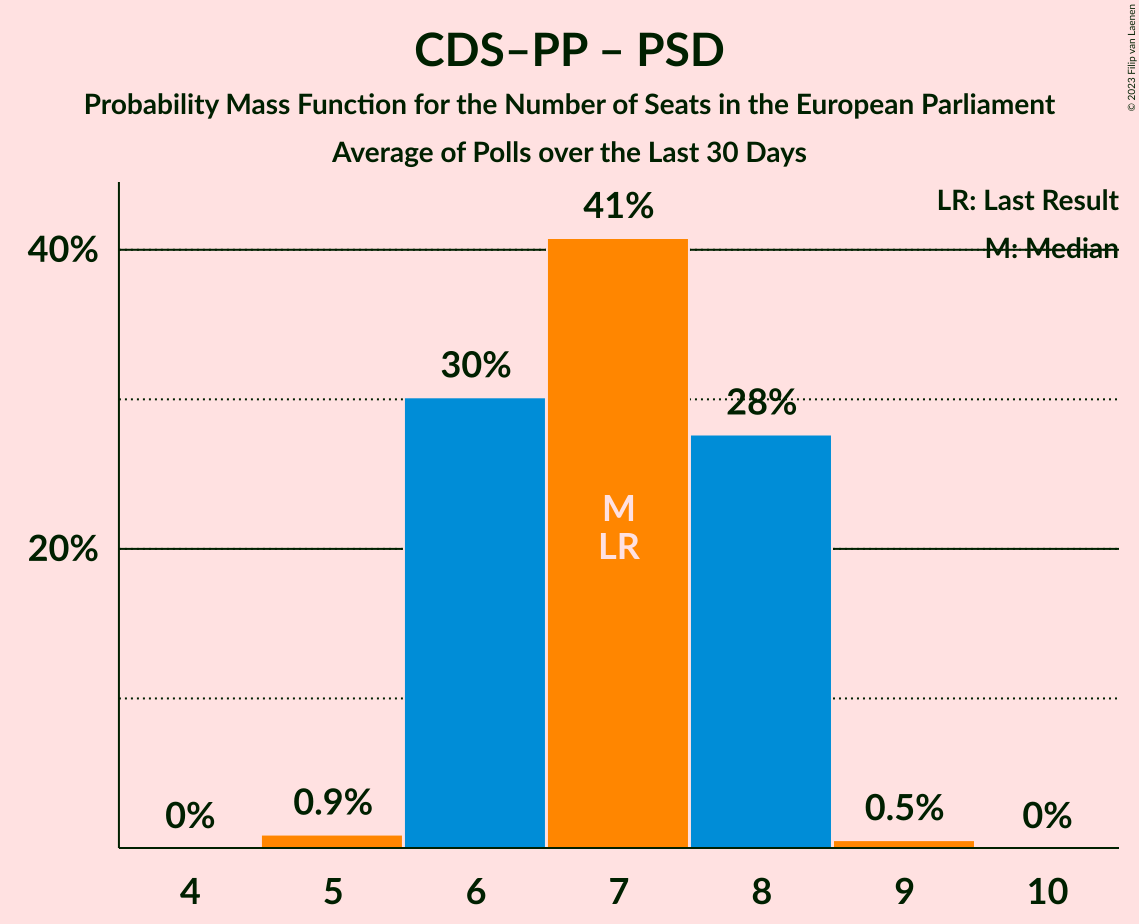 CDS–PP – PSD
Probability Mass Function for the Number of Seats in the European Parliament
Average of Polls over the Last 30 Days
© 2023 Filip van Laenen
LR: Last Result
M: Median
41%
40%
30%
28%
M
LR
20%
0%
0.9%
0.5%
0%
4
5
6
7
8
9
10